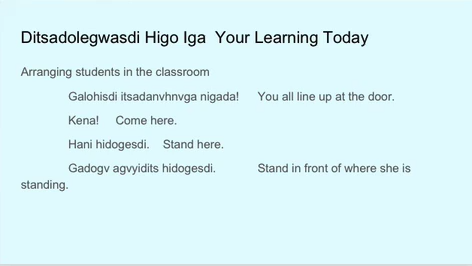 Ditsadolegwasdi Higo Iga  Your Learning Today
Arranging students in the classroom
Galohisdi itsadanvhnvga nigada!  You all line up at the door.
Kena!  Come here.
Hani hidogesdi.  Stand here.
Gadogv agvyidits hidogesdi.  Stand in front of where she is
standing.